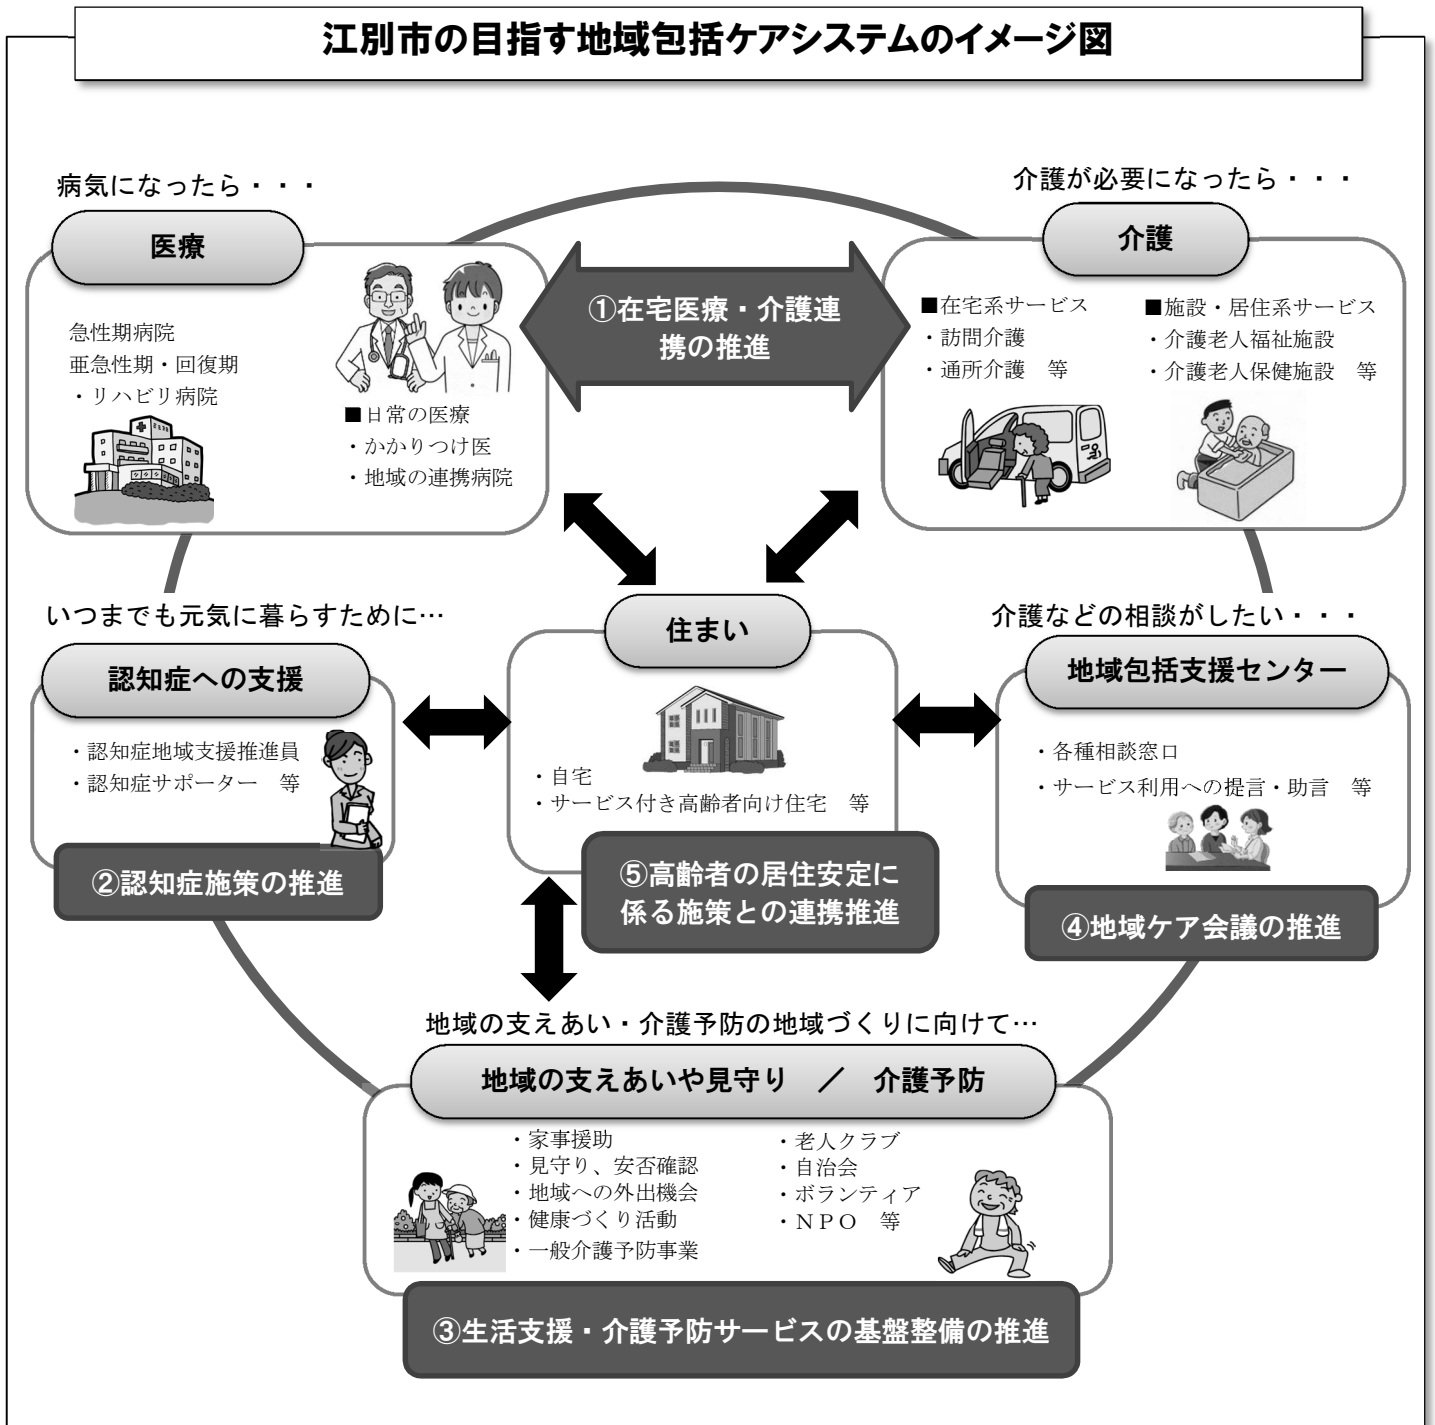 江別市の目指す地域包括ケアシステムのイメージ図
病気になったら・・・
医療
急性期病院
亜急性期・回復期
・リハビリ病院
■日常の医療
・かかりつけ医
・地域の連携病院
①在宅医療・介護連
携の推進
介護が必要になったら・・・
介護
■在宅系サービス
・訪問介護
・通所介護　等
■施設・居住系サービス
・介護老人福祉施設
・介護老人保健施設　等
いつまでも元気に暮らすために…
認知症への支援
・認知症地域支援推進員
・認知症サポーター　等
②認知症施策の推進
住まい
・自宅
・サービス付き高齢者向け住宅　等
⑤高齢者の居住安定に
係る施策との連携推進
介護などの相談がしたい・・・
地域包括支援センター
・各種相談窓口
・サービス利用への提言・助言　等
④地域ケア会議の推進
地域の支えあい・介護予防の地域づくりに向けて…
地域の支えあいや見守り　／　介護予防
・家事援助
・見守り、安否確認
・地域への外出機会
・健康づくり活動
・一般介護予防事業
・老人クラブ
・自治会
・ボランティア
・ＮＰＯ　等
③生活支援・介護予防サービスの基盤整備の推進